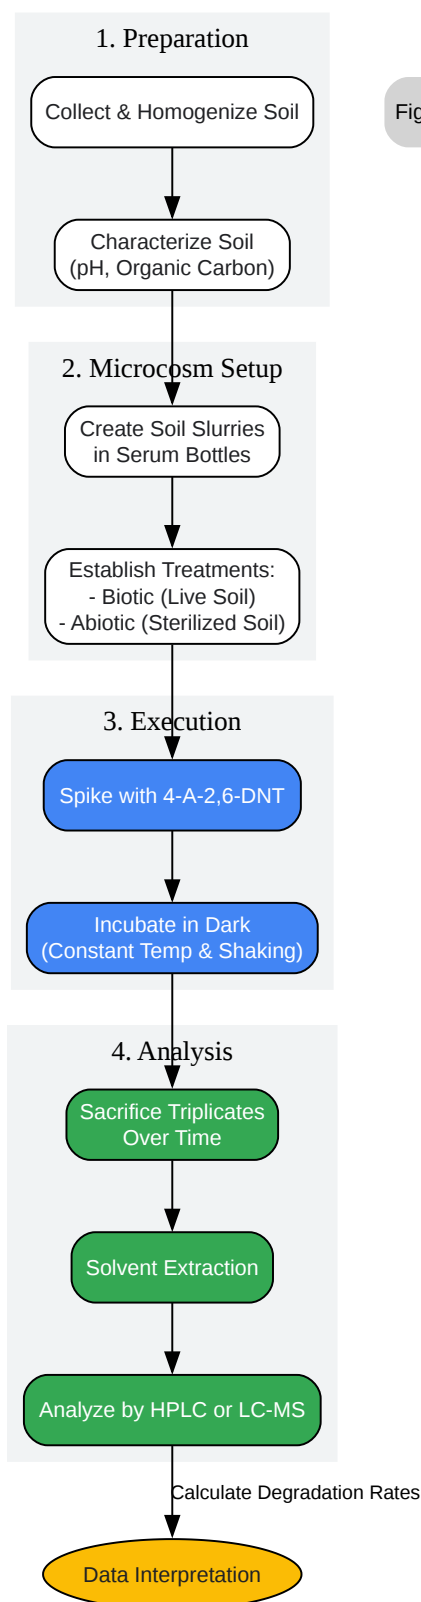 1. Preparation
Collect & Homogenize Soil
Fig
Characterize Soil
(pH, Organic Carbon)
2. Microcosm Setup
Create Soil Slurries
in Serum Bottles
Establish Treatments:
- Biotic (Live Soil)
- Abiotic (Sterilized Soil)
3. Execution
Spike with 4-A-2,6-DNT
Incubate in Dark
(Constant Temp & Shaking)
4. Analysis
Sacrifice Triplicates
Over Time
Solvent Extraction
Analyze by HPLC or LC-MS
Calculate Degradation Rates
Data Interpretation